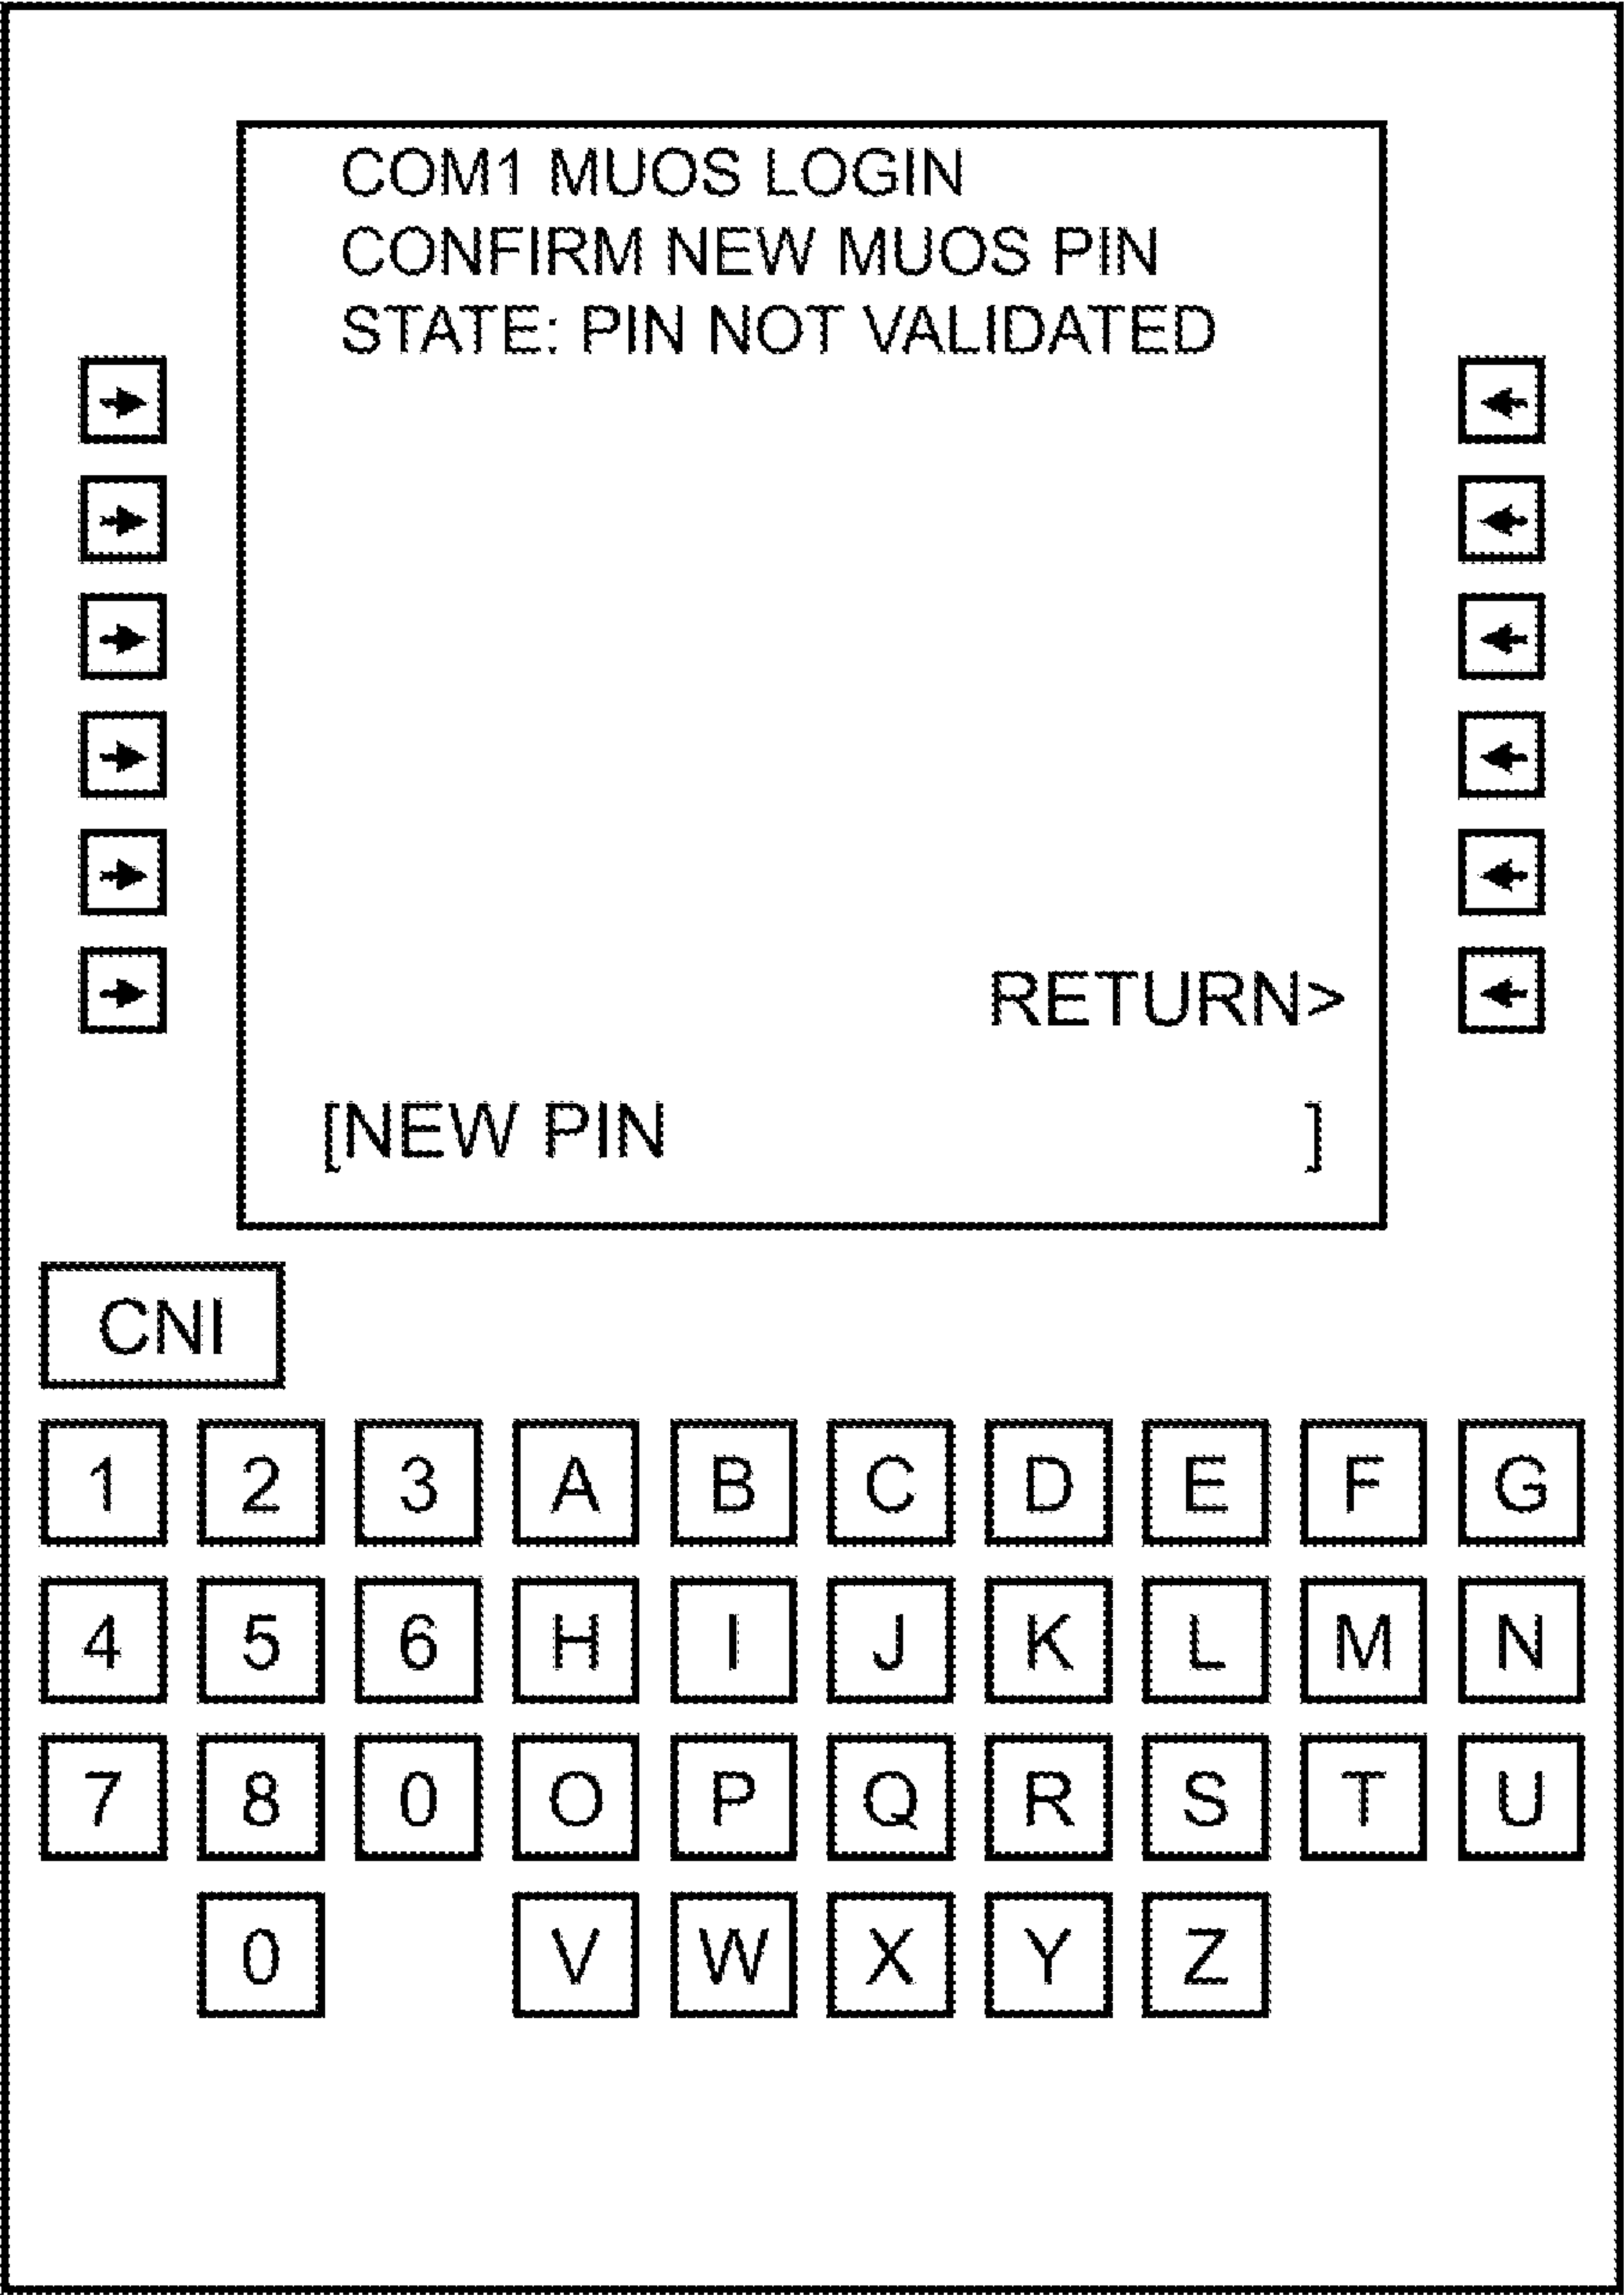 COM1 MUOS LOGIN
CONFIRM NEW MUOS PIN
STATE: PIN NOT VALIDATED
RETURN>
[NEW PIN ]
CNI
1 2 3 A B C D E F G
4 5 6 H I J K L M N
7 8 0 O P Q R S T U
0 V W X Y Z